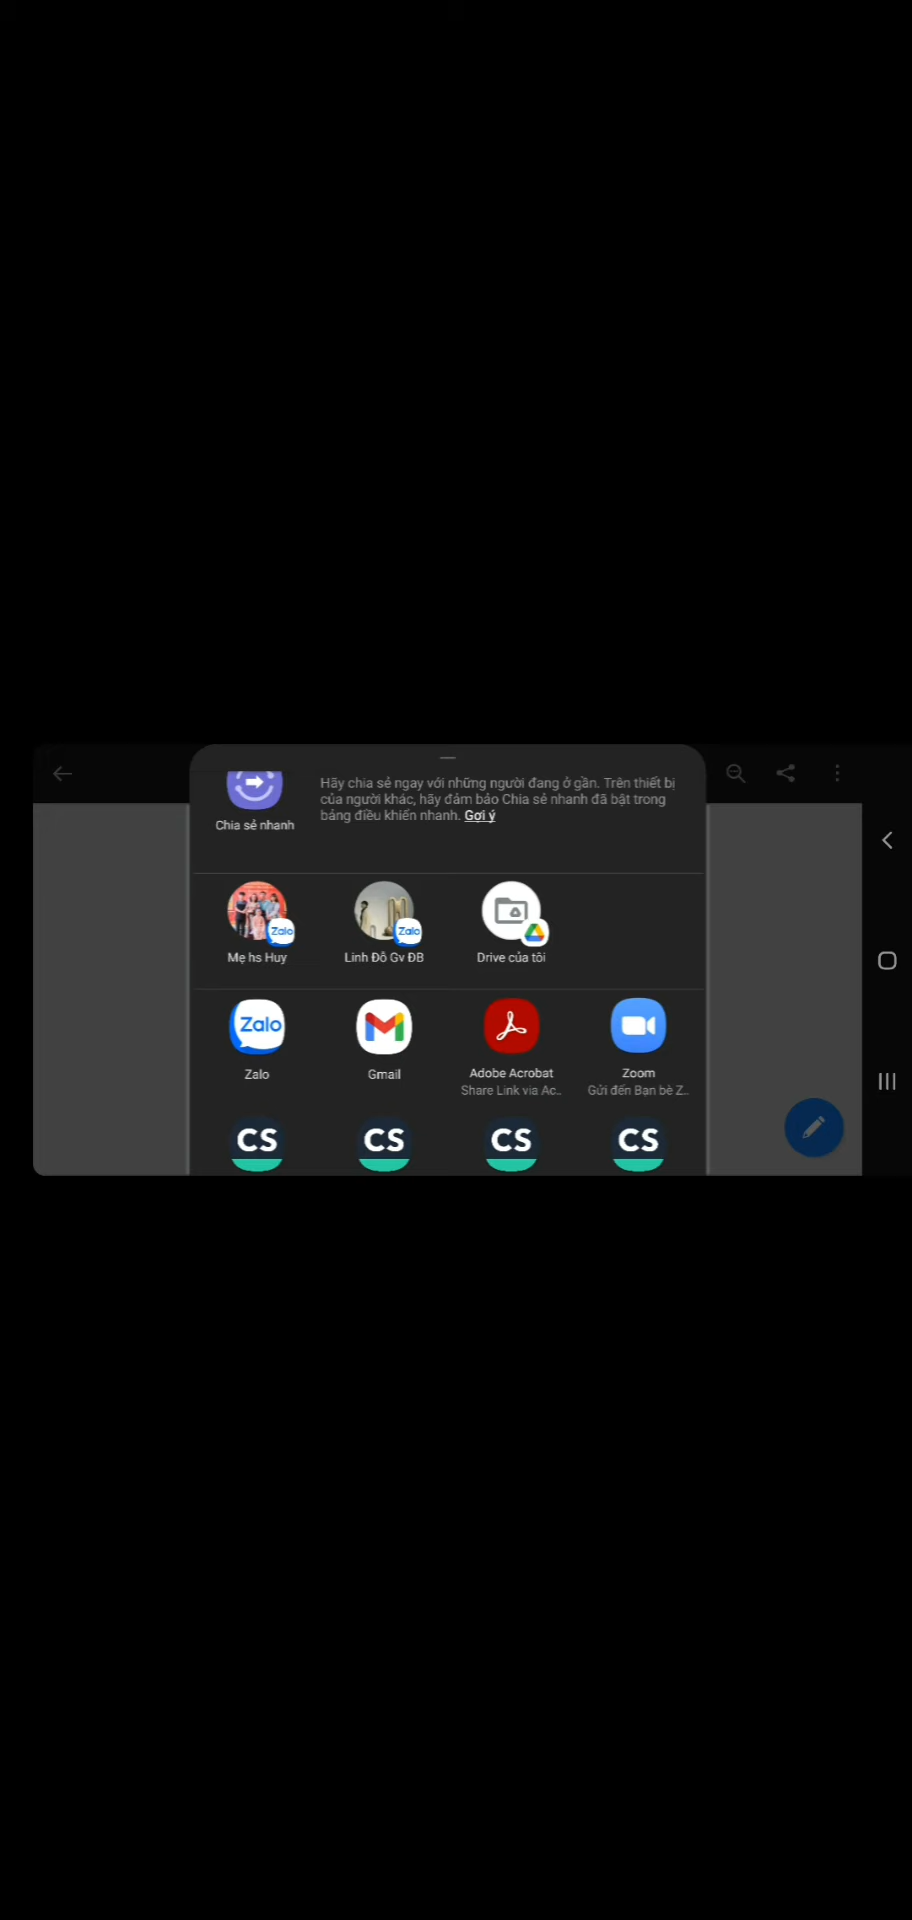 Hãy chia sẻ ngay với những người đang ở gần. Trên thiết bị
của người khác, hãy đảm bảo Chia sẻ nhanh đã bật trong
bảng điều khiển nhanh. Gợi ý
Chia sẻ nhanh
Zalo
Zalo
Mẹ hs Huy
Linh Đô Gv ĐB
Drive của tôi
Zalo
Zalo
Gmail
Adobe Acrobat
Zoom
Share Link via Ac..
Gửi đến Bạn bè Z..
CS
CS
CS
CS